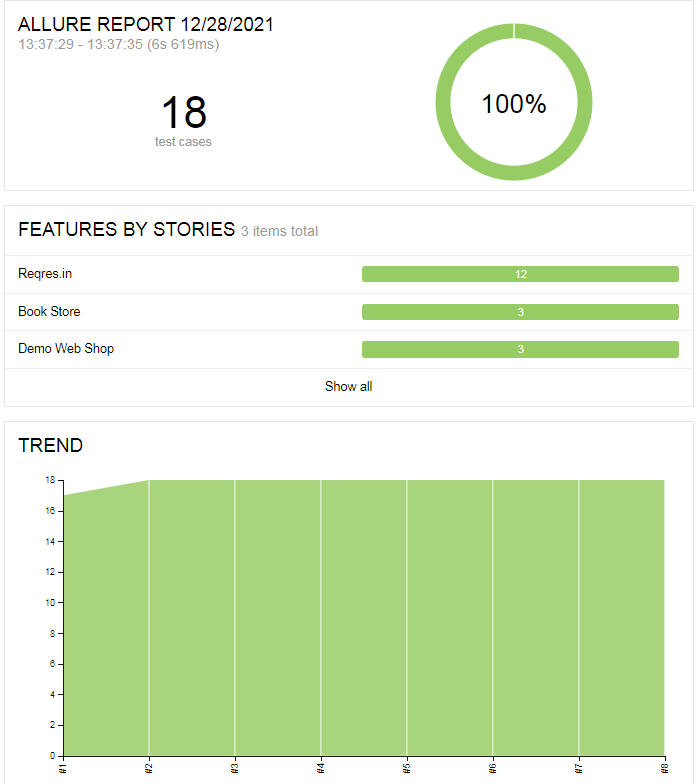 ALLURE REPORT 12/28/2021
13:37:29 - 13:37:35 (6s 619ms)
18
test cases
100%
FEATURES BY STORIES 3 items total
Reqres.in 12
Book Store 3
Demo Web Shop 3
Show all
TREND
18
16
14
12
10
8
6
4
2
0
#1 #2 #3 #4 #5 #6 #7 #8